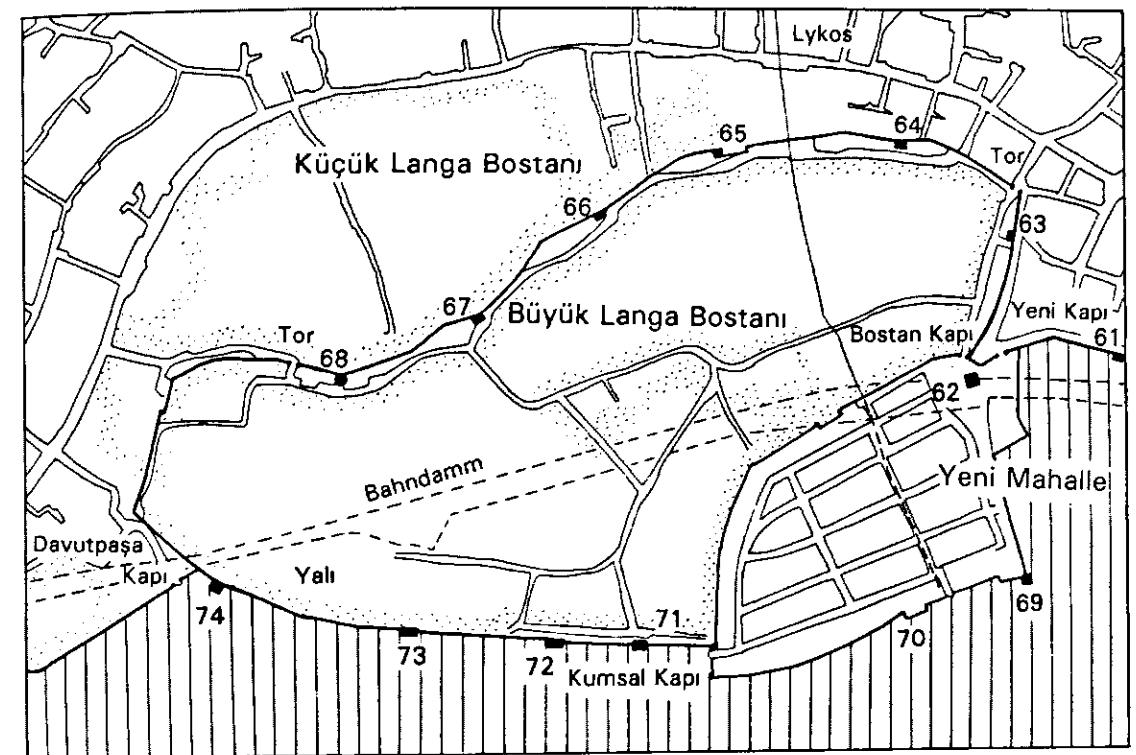 Lykos
64
65
Tor
Küçük Langa Bostanı
66
63
Büyük Langa Bostanı
67
Yeni Kapı
Bostan Kapı
61
Tor
68
62
Bahndamm
Yeni Mahalle
Davutpaşa
Kapı
Yalı
74
73
72
71
Kumsal Kapı
70
69